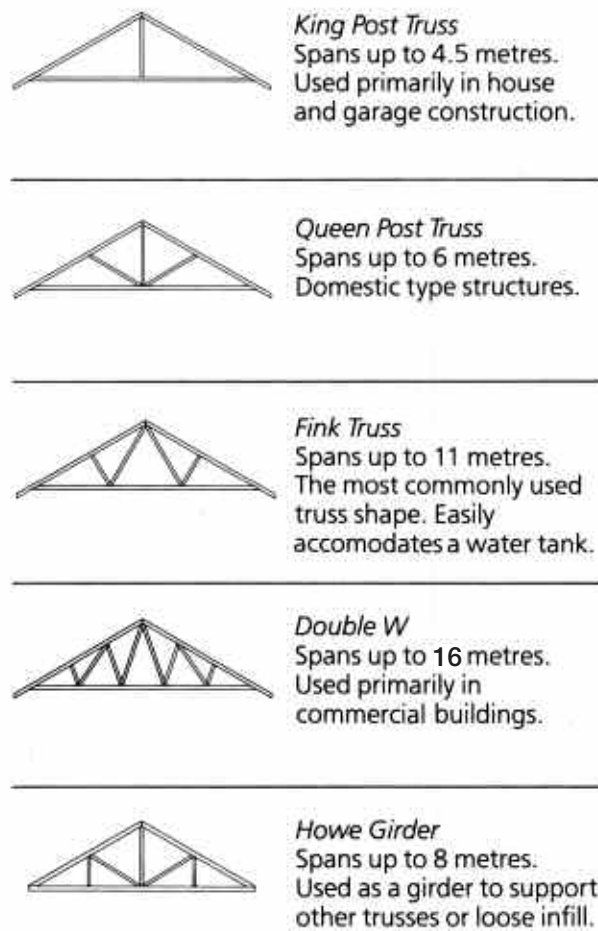 King Post Truss
Spans up to 4.5 metres.
Used primarily in house
and garage construction.
Queen Post Truss
Spans up to 6 metres.
Domestic type structures.
Fink Truss
Spans up to 11 metres.
The most commonly used
truss shape. Easily
accomodates a water tank.
Double W
Spans up to 16 metres.
Used primarily in
commercial buildings.
Howe Girder
Spans up to 8 metres.
Used as a girder to support
other trusses or loose infill.